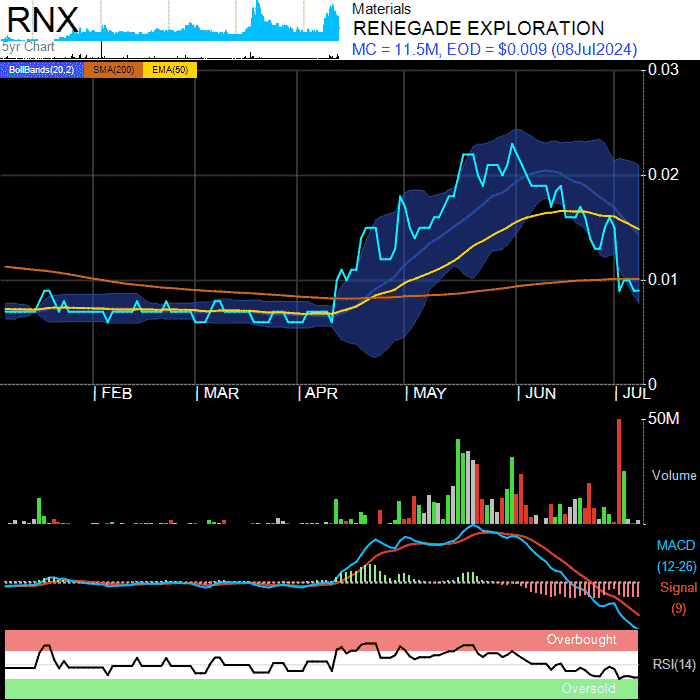 RNX
5yr Chart
Materials
RENEGADE EXPLORATION
MC = 11.5M, EOD = $0.009 (08Jul2024)
BollBands(20,2) SMA(200) EMA(50)
0.03
0.02
0.01
0
FEB MAR APR MAY JUN JUL
50M
Volume
MACD
(12-26)
Signal
(9)
Overbought
RSI(14)
Oversold